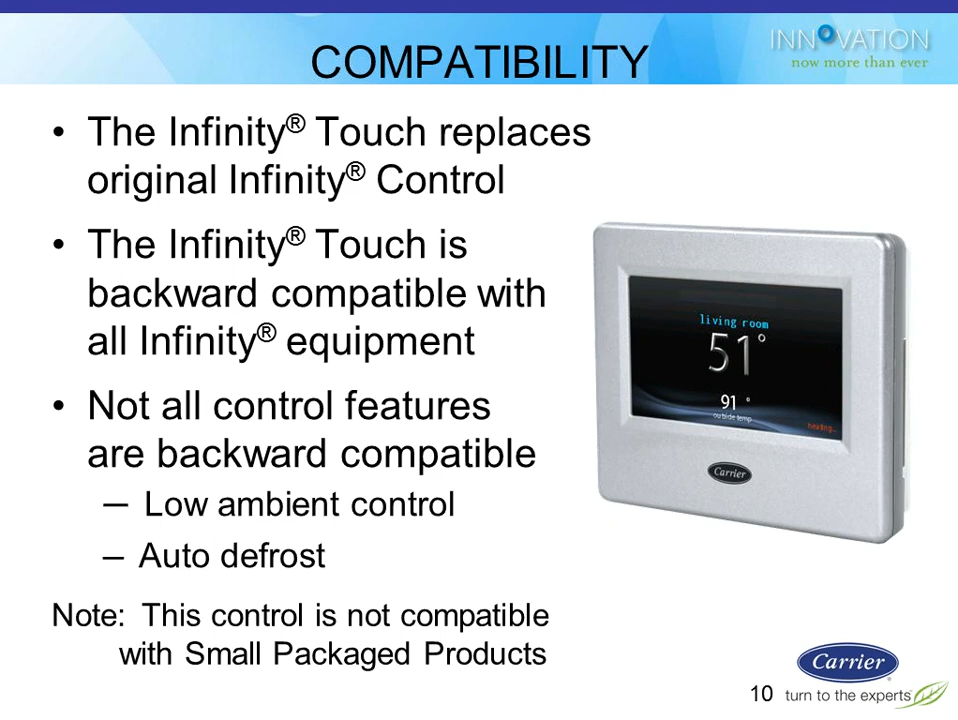 INNOVATION
now more than ever
COMPATIBILITY
• The Infinity® Touch replaces
original Infinity® Control
• The Infinity® Touch is
backward compatible with
all Infinity® equipment
• Not all control features
are backward compatible
– Low ambient control
– Auto defrost
Note: This control is not compatible
with Small Packaged Products
living room
51°
91 °
outside temp
heating...
Carrier
Carrier
10 turn to the experts